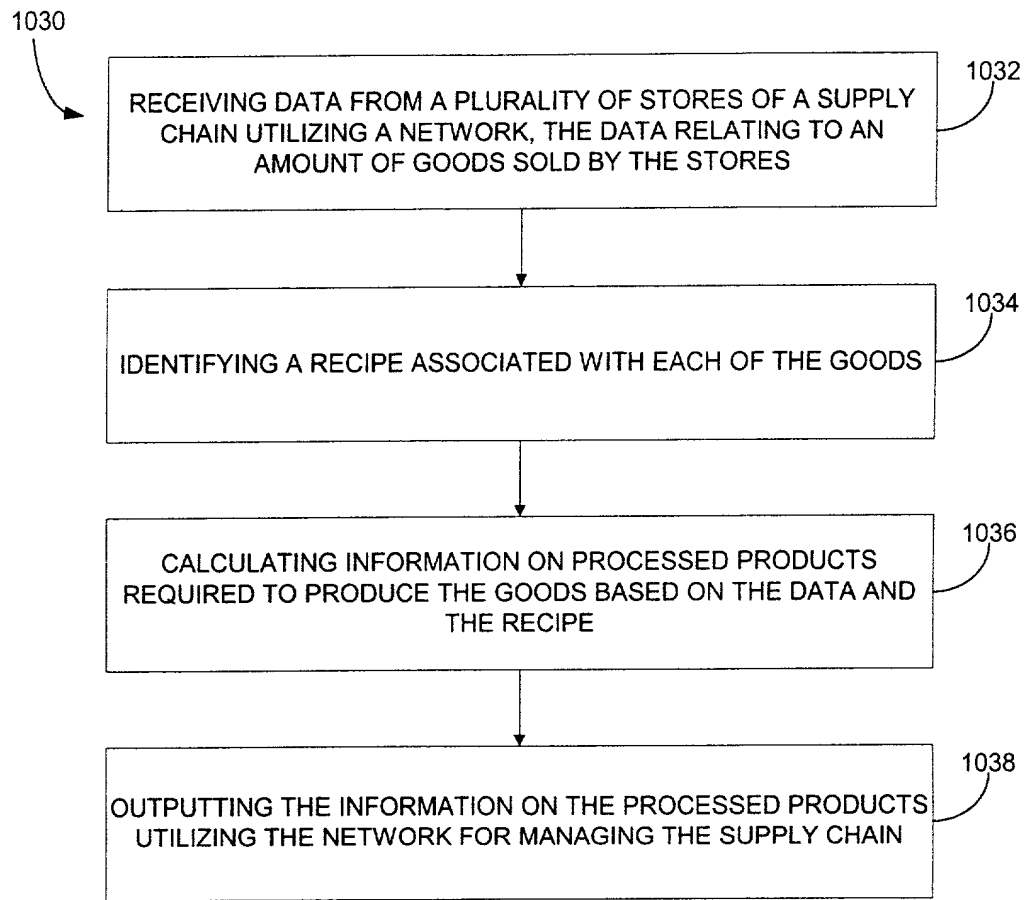 1030
1032
RECEIVING DATA FROM A PLURALITY OF STORES OF A SUPPLY
CHAIN UTILIZING A NETWORK, THE DATA RELATING TO AN
AMOUNT OF GOODS SOLD BY THE STORES
1034
IDENTIFYING A RECIPE ASSOCIATED WITH EACH OF THE GOODS
1036
CALCULATING INFORMATION ON PROCESSED PRODUCTS
REQUIRED TO PRODUCE THE GOODS BASED ON THE DATA AND
THE RECIPE
1038
OUTPUTTING THE INFORMATION ON THE PROCESSED PRODUCTS
UTILIZING THE NETWORK FOR MANAGING THE SUPPLY CHAIN